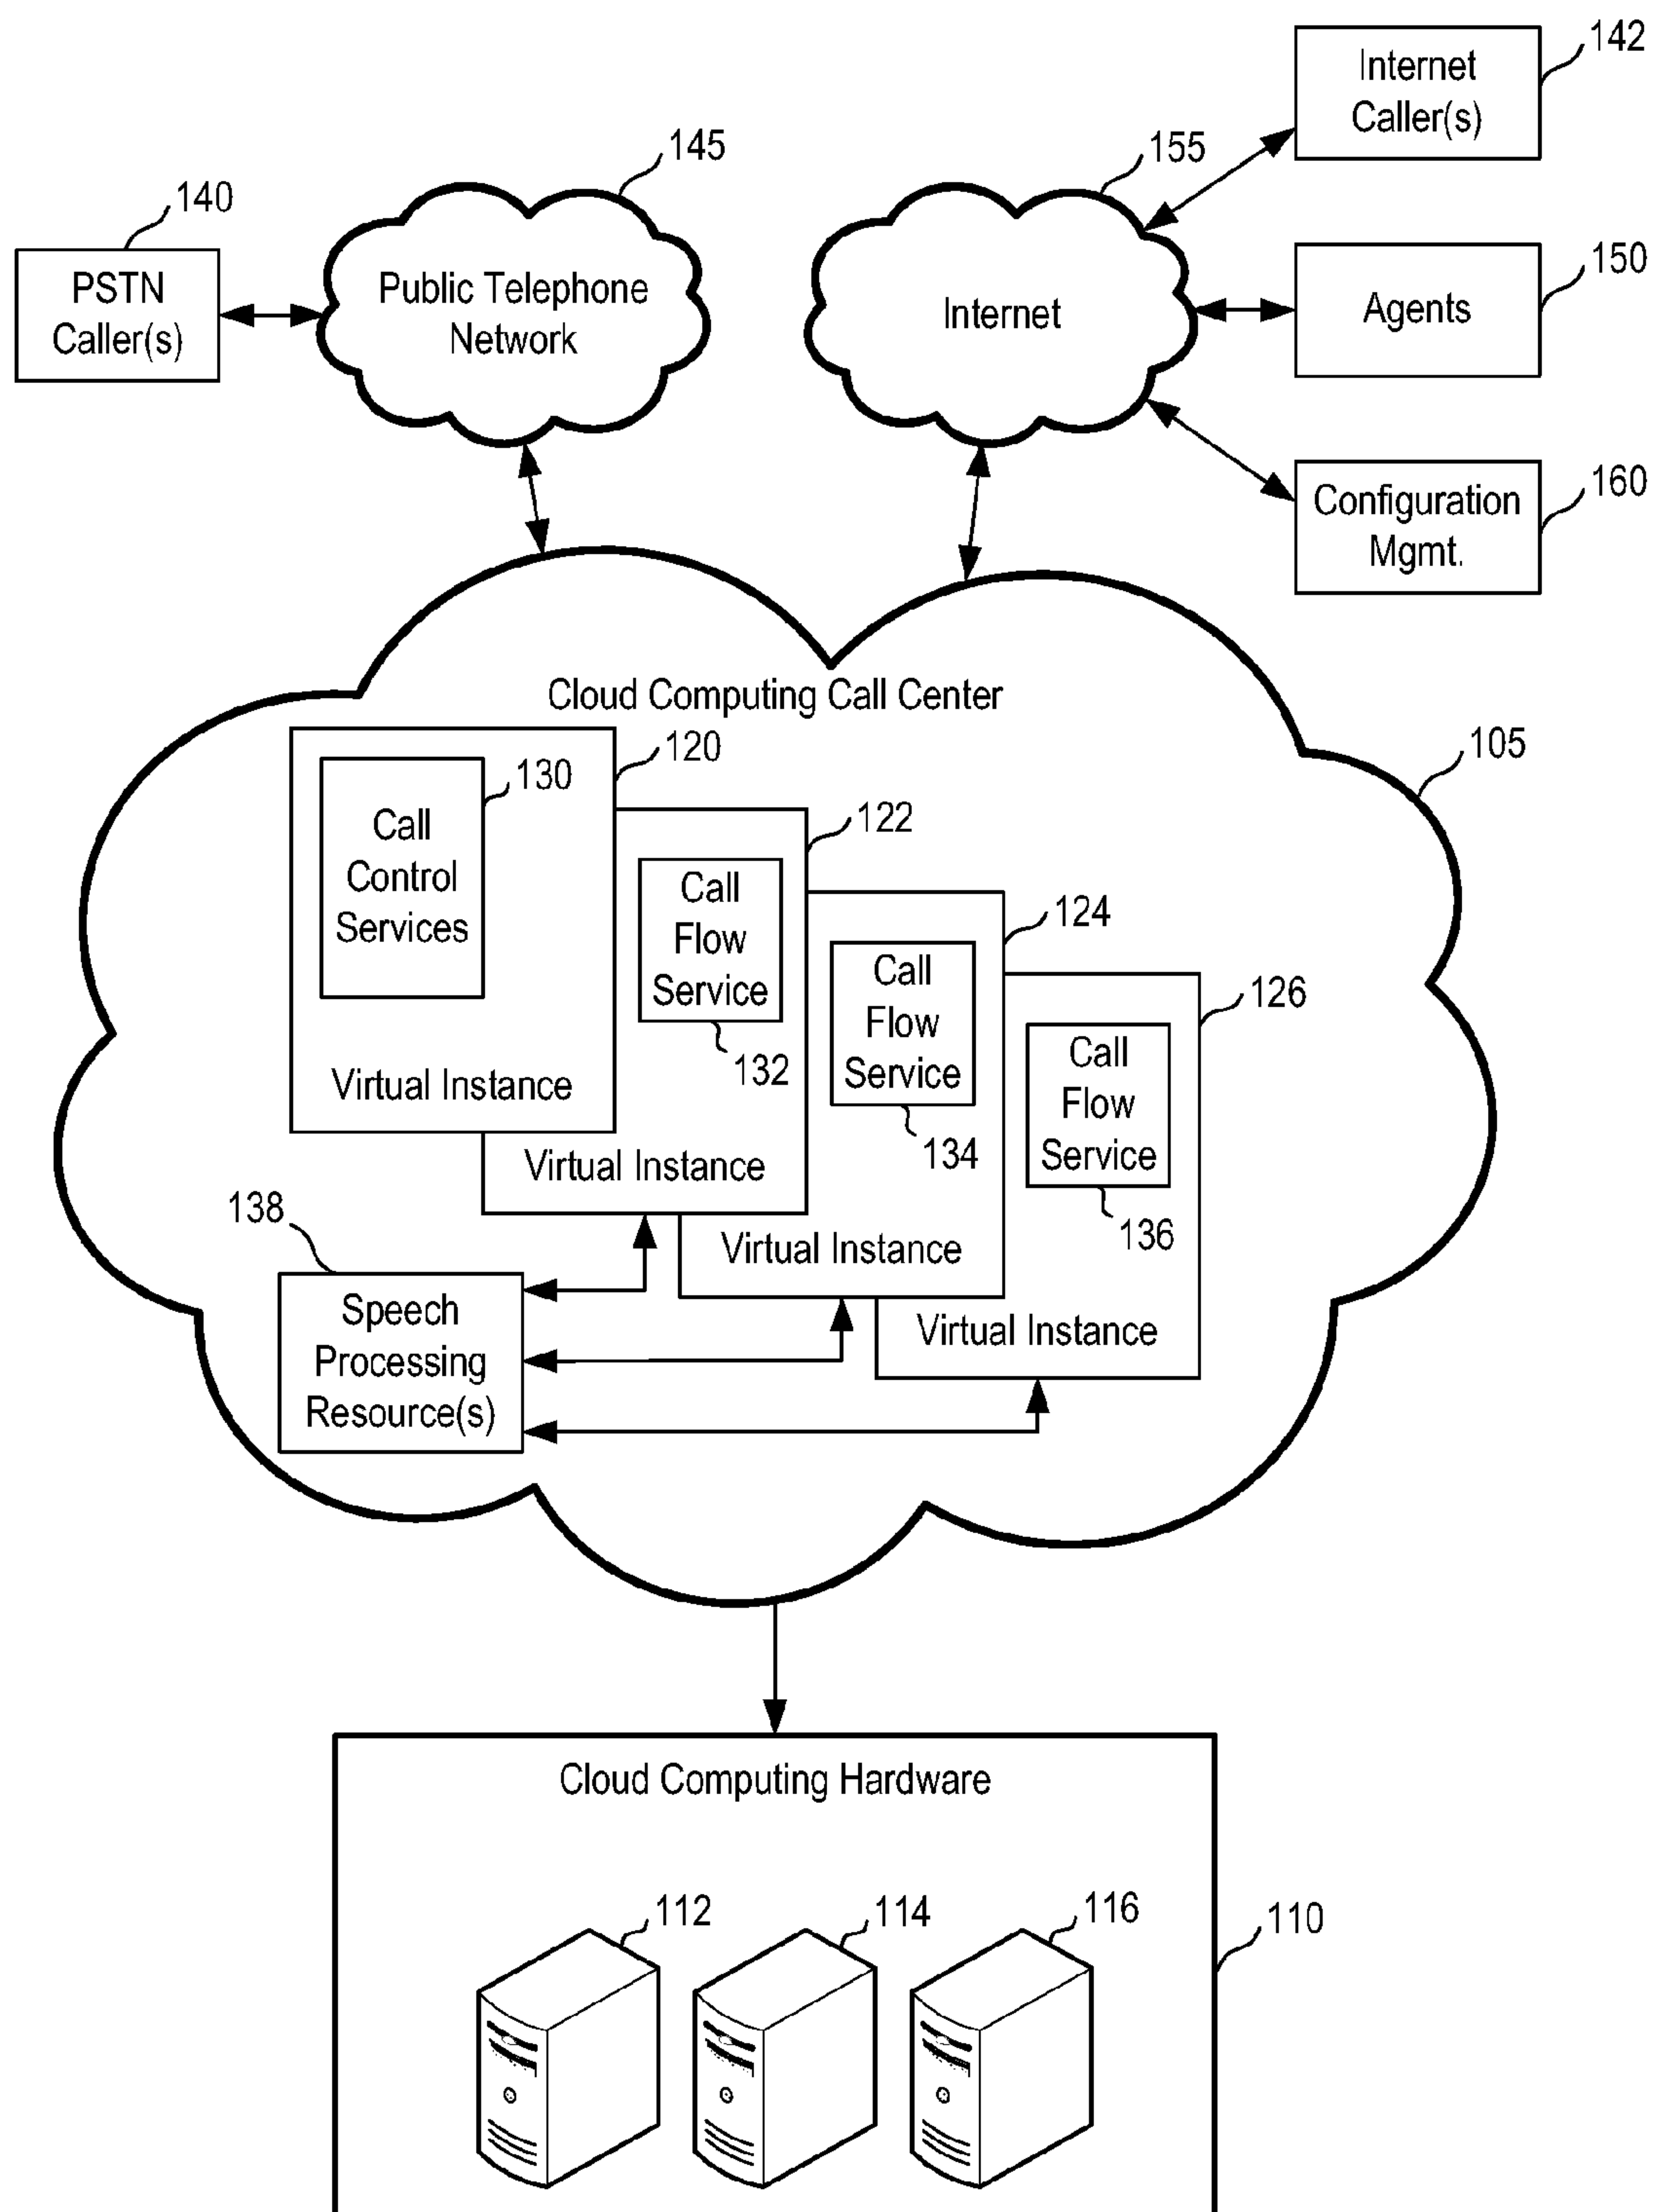 142
Internet
Caller(s)
145
155
140
PSTN
Caller(s)
Public Telephone
Network
Internet
150
Agents
160
Configuration
Mgmt.
Cloud Computing Call Center
105
120
130
Call
Control
Services
Virtual Instance
122
Call
Flow
Service
132
Virtual Instance
124
Call
Flow
Service
134
Virtual Instance
126
Call
Flow
Service
136
Virtual Instance
138
Speech
Processing
Resource(s)
Cloud Computing Hardware
112
114
116
110